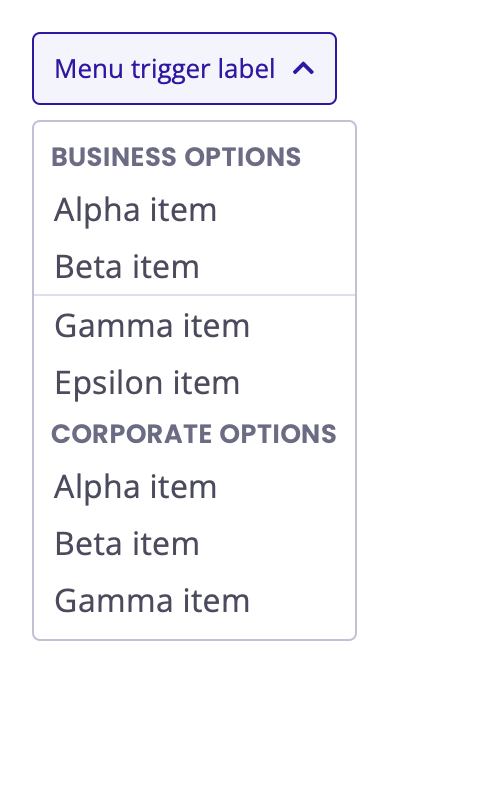 Menu trigger label
BUSINESS OPTIONS
Alpha item
Beta item
Gamma item
Epsilon item
CORPORATE OPTIONS
Alpha item
Beta item
Gamma item